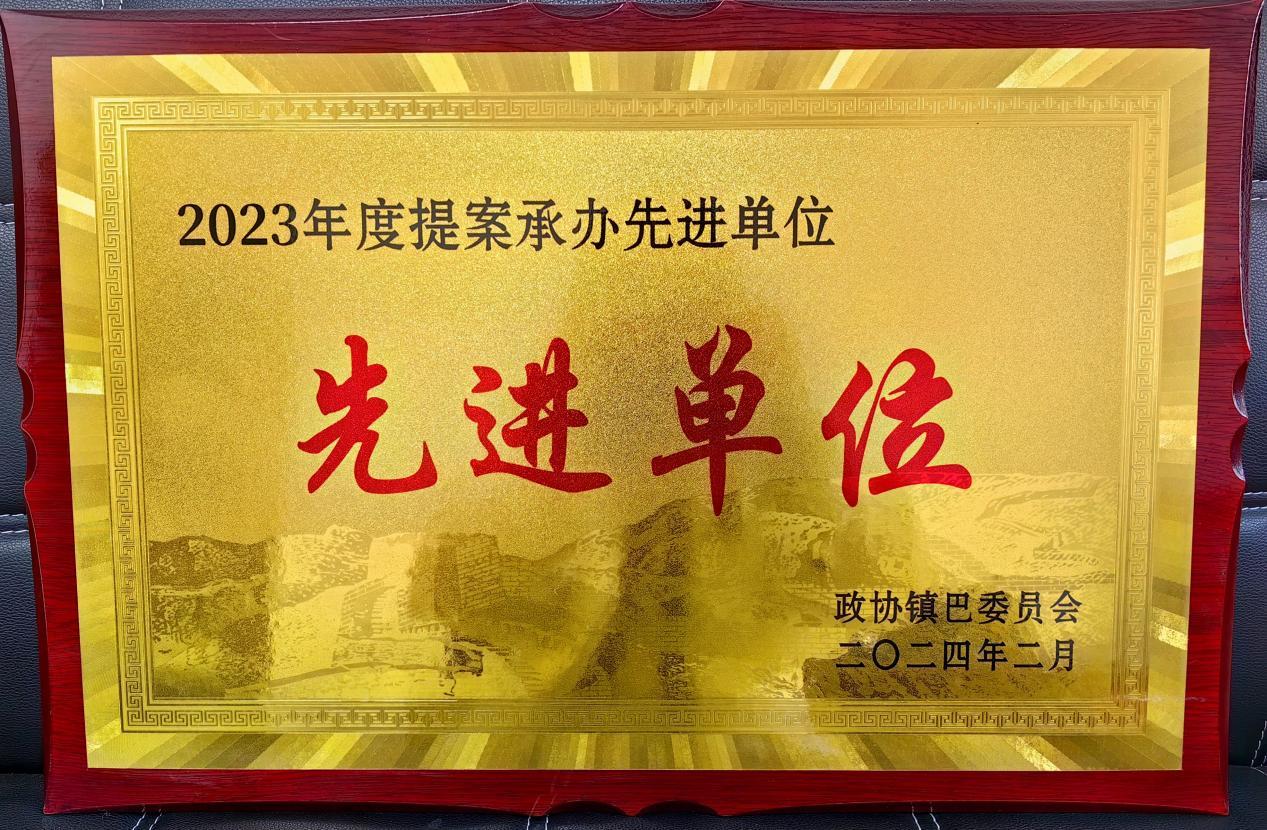 2023年度提案承办先进单位
先进单位
政协镇巴委员会
二〇二四年二月